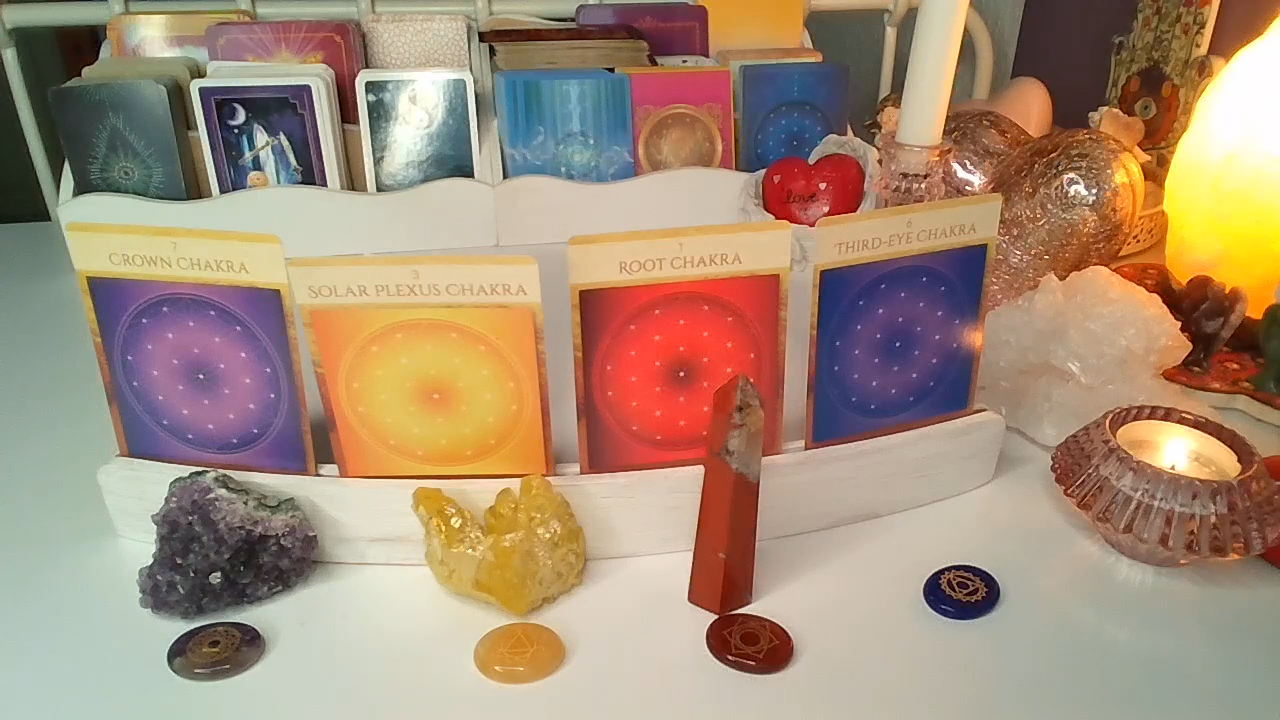 7
CROWN CHAKRA
3
SOLAR PLEXUS CHAKRA
1
ROOT CHAKRA
6
THIRD-EYE CHAKRA
love